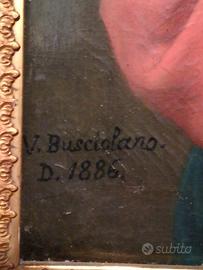 V. Busciolano.
D. 1886.
subito